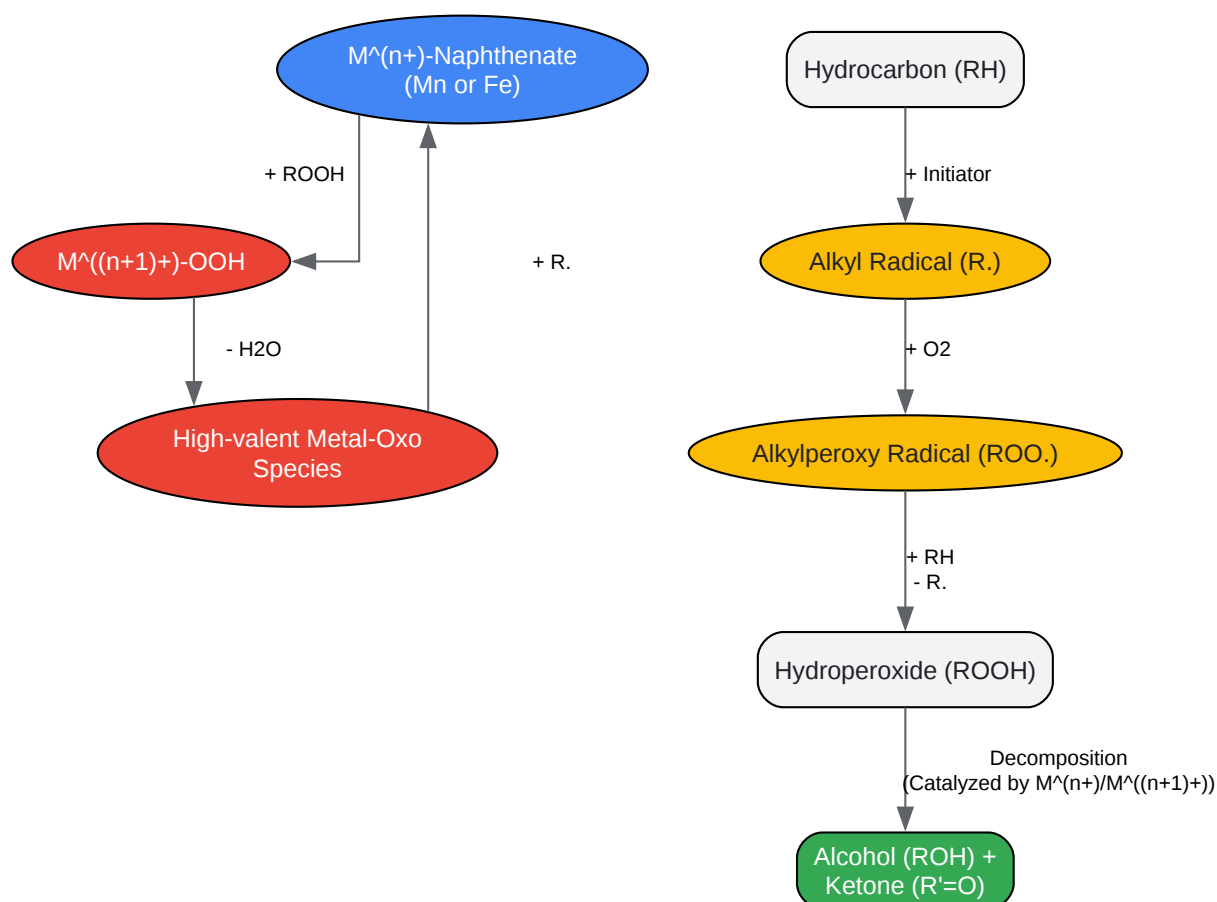 M^(n+)-Naphthenate
(Mn or Fe)
+ ROOH
M^((n+1)+)-OOH
+ R.
- H2O
High-valent Metal-Oxo
Species
Hydrocarbon (RH)
+ Initiator
Alkyl Radical (R.)
+ O2
Alkylperoxy Radical (ROO.)
+ RH
- R.
Hydroperoxide (ROOH)
Decomposition
(Catalyzed by M^(n+)/M^((n+1)+))
Alcohol (ROH) +
Ketone (R'=O)